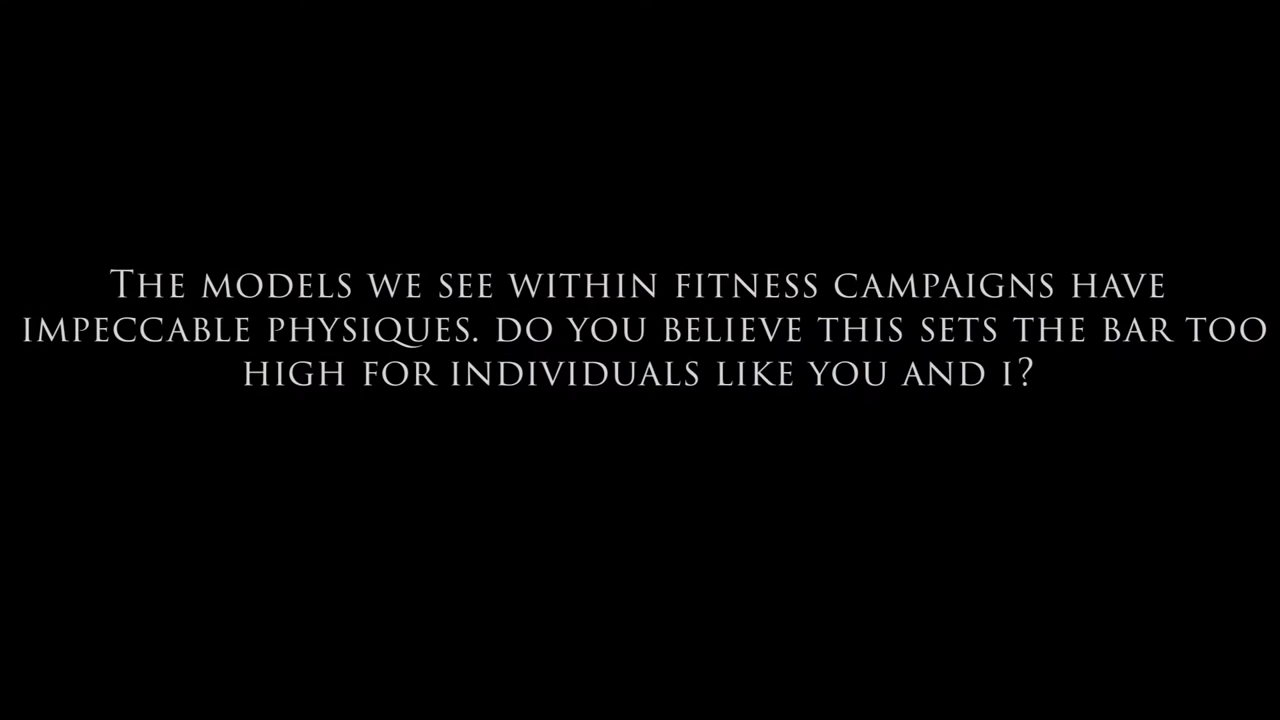 The models we see within fitness campaigns have
impeccable physiques. do you believe this sets the bar too
high for individuals like you and i?